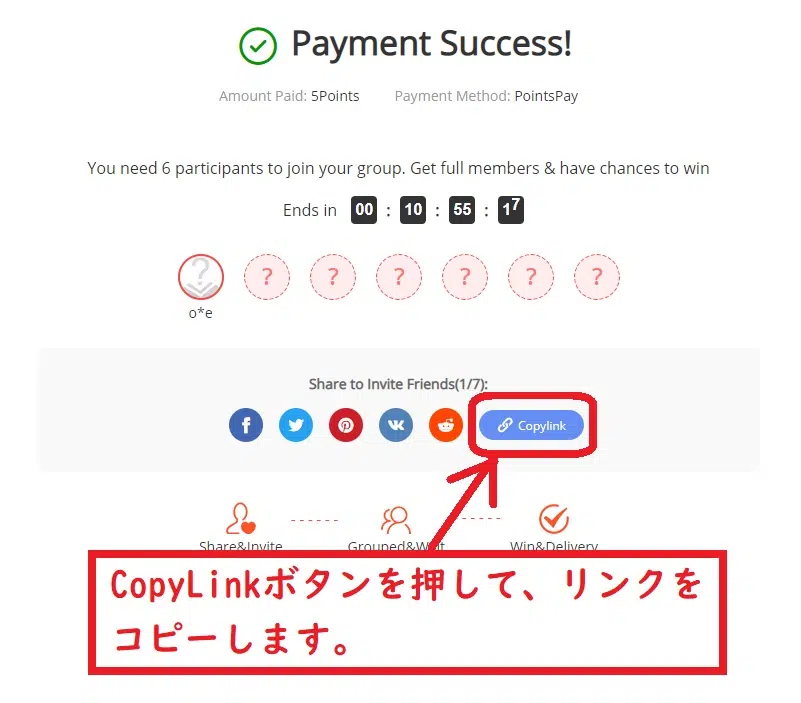 Payment Success!
Amount Paid: 5Points Payment Method: PointsPay
You need 6 participants to join your group. Get full members & have chances to win
Ends in 00 : 10 : 55 : 17
? ? ? ? ? ? ?
o*e
Share to Invite Friends(1/7):
Copylink
Share&Invite Grouped&Wait Win&Delivery
CopyLinkボタンを押して、リンクを
コピーします。